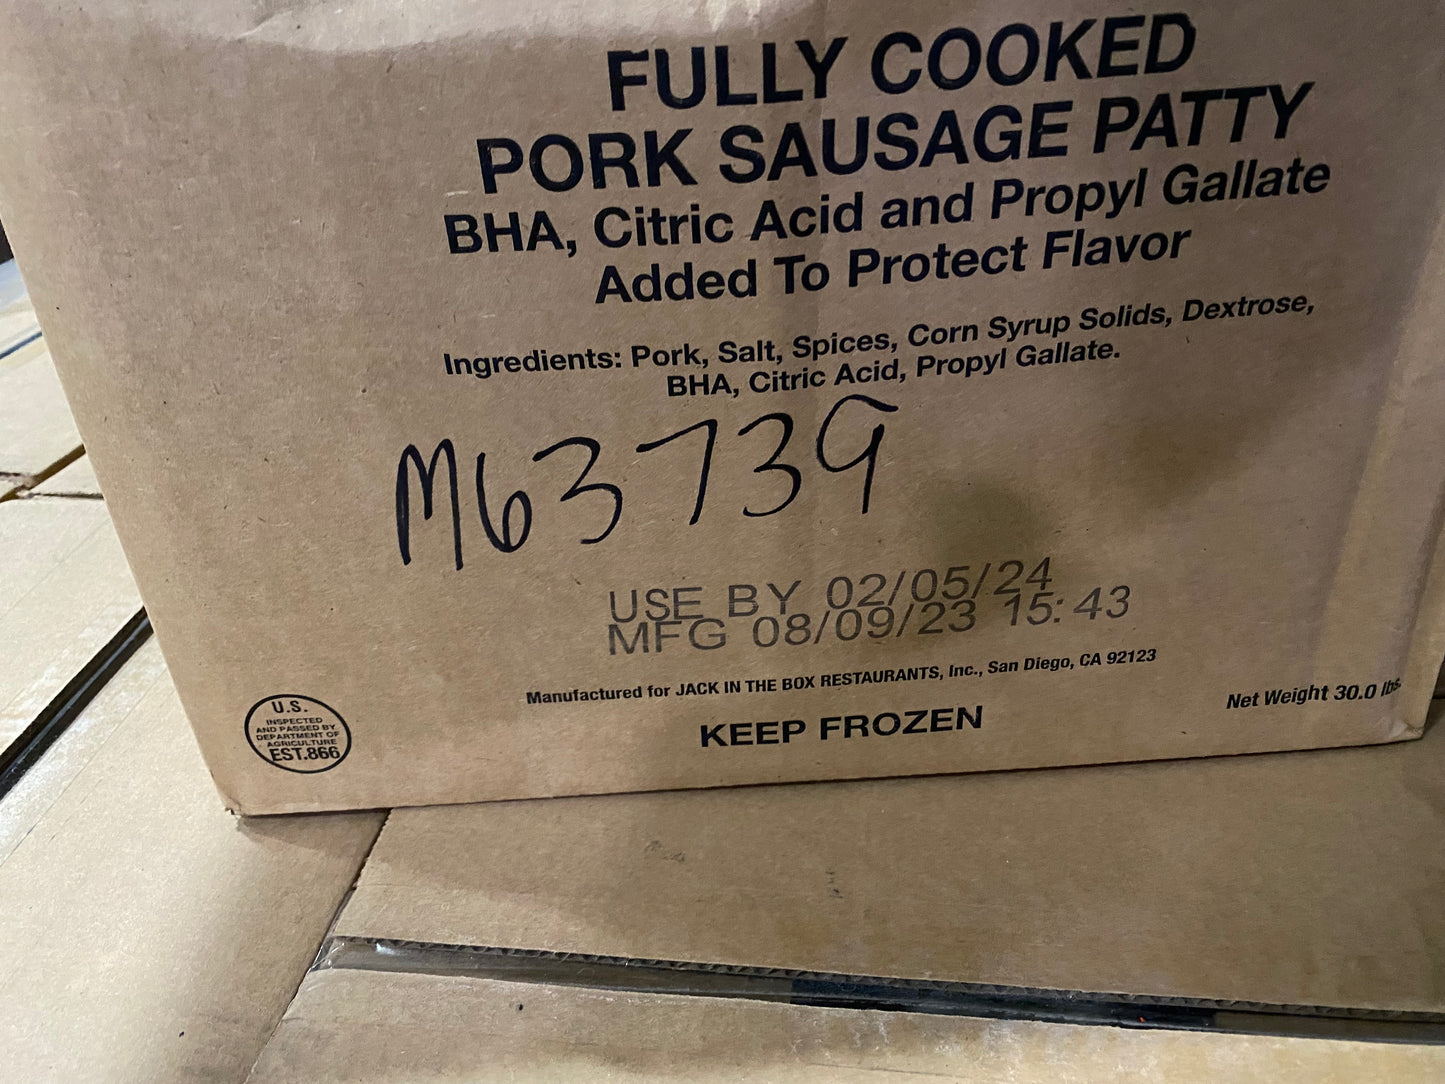 FULLY COOKED
PORK SAUSAGE PATTY
BHA, Citric Acid and Propyl Gallate
Added To Protect Flavor
Ingredients: Pork, Salt, Spices, Corn Syrup Solids, Dextrose,
BHA, Citric Acid, Propyl Gallate.
M63739
USE BY 02/05/24
MFG 08/09/23 15:43
Manufactured for JACK IN THE BOX RESTAURANTS, Inc., San Diego, CA 92123
Net Weight 30.0 lbs.
KEEP FROZEN
U.S.
INSPECTED
AND PASSED BY
DEPARTMENT OF
AGRICULTURE
EST.866